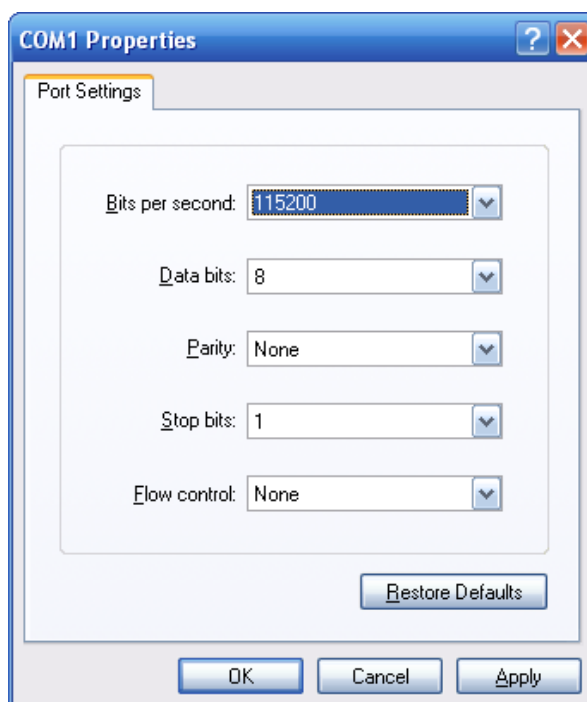 COM1 Properties
Port Settings
Bits per second: 115200
Data bits: 8
Parity: None
Stop bits: 1
Flow control: None
Restore Defaults
OK Cancel Apply